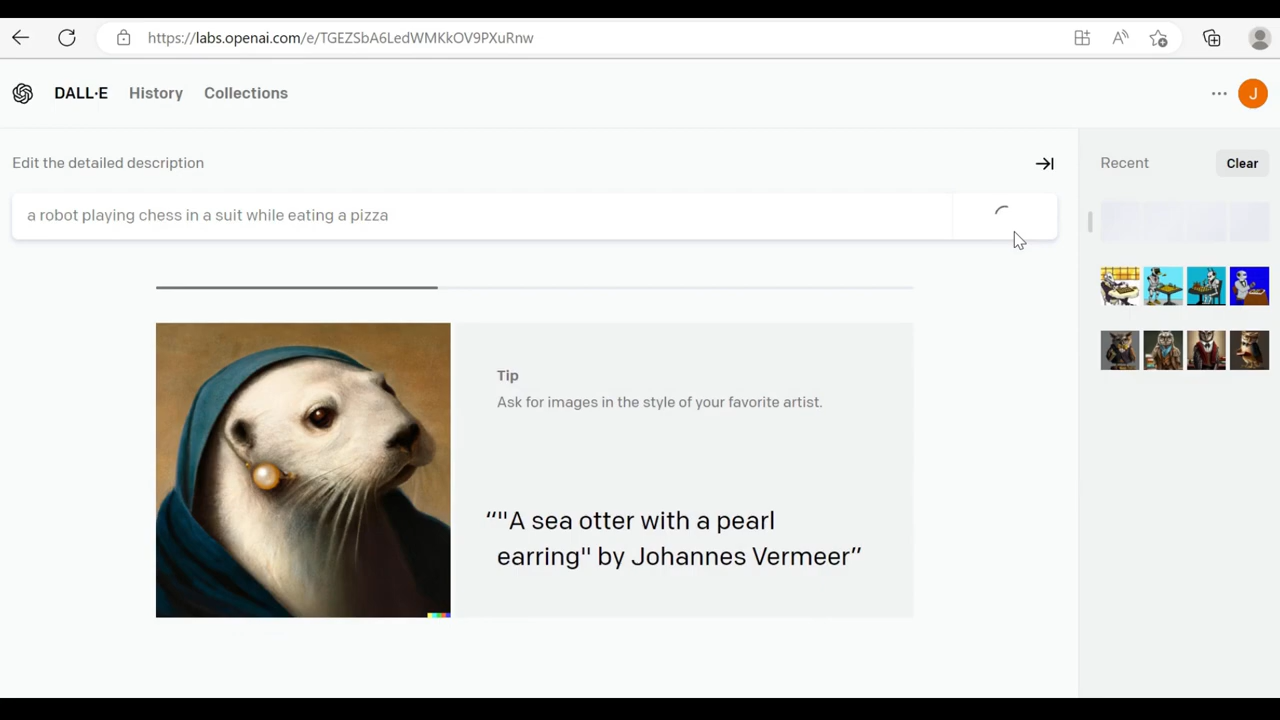 https://labs.openai.com/e/TGEZSbA6LedWMKkOV9PXuRnw
DALL·E History Collections
J
Edit the detailed description
Recent
Clear
a robot playing chess in a suit while eating a pizza
Tip
Ask for images in the style of your favorite artist.
“"A sea otter with a pearl
earring" by Johannes Vermeer”